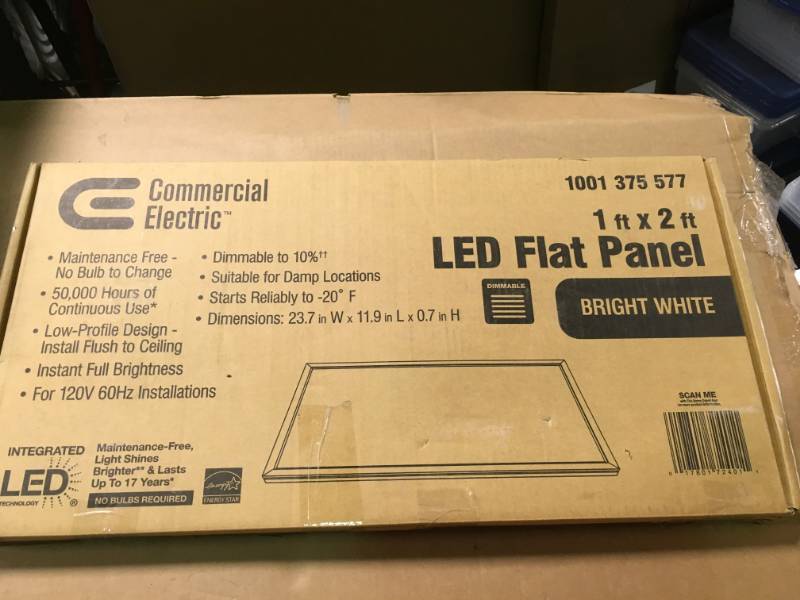 Commercial
Electric™
1001 375 577
1 ft x 2 ft
LED Flat Panel
DIMMABLE
BRIGHT WHITE
• Maintenance Free -
No Bulb to Change
• 50,000 Hours of
Continuous Use*
• Low-Profile Design -
Install Flush to Ceiling
• Instant Full Brightness
• For 120V 60Hz Installations
• Dimmable to 10%††
• Suitable for Damp Locations
• Starts Reliably to -20° F
• Dimensions: 23.7 in W x 11.9 in L x 0.7 in H
INTEGRATED
LED
TECHNOLOGY
®
Maintenance-Free,
Light Shines
Brighter** & Lasts
Up To 17 Years*
NO BULBS REQUIRED
energy
ENERGY STAR
SCAN ME